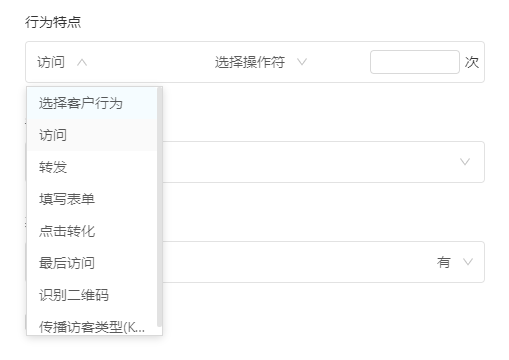 行为特点
访问 选择操作符 次
选择客户行为
访问
转发
填写表单
点击转化
最后访问
有
识别二维码
传播访客类型(K...